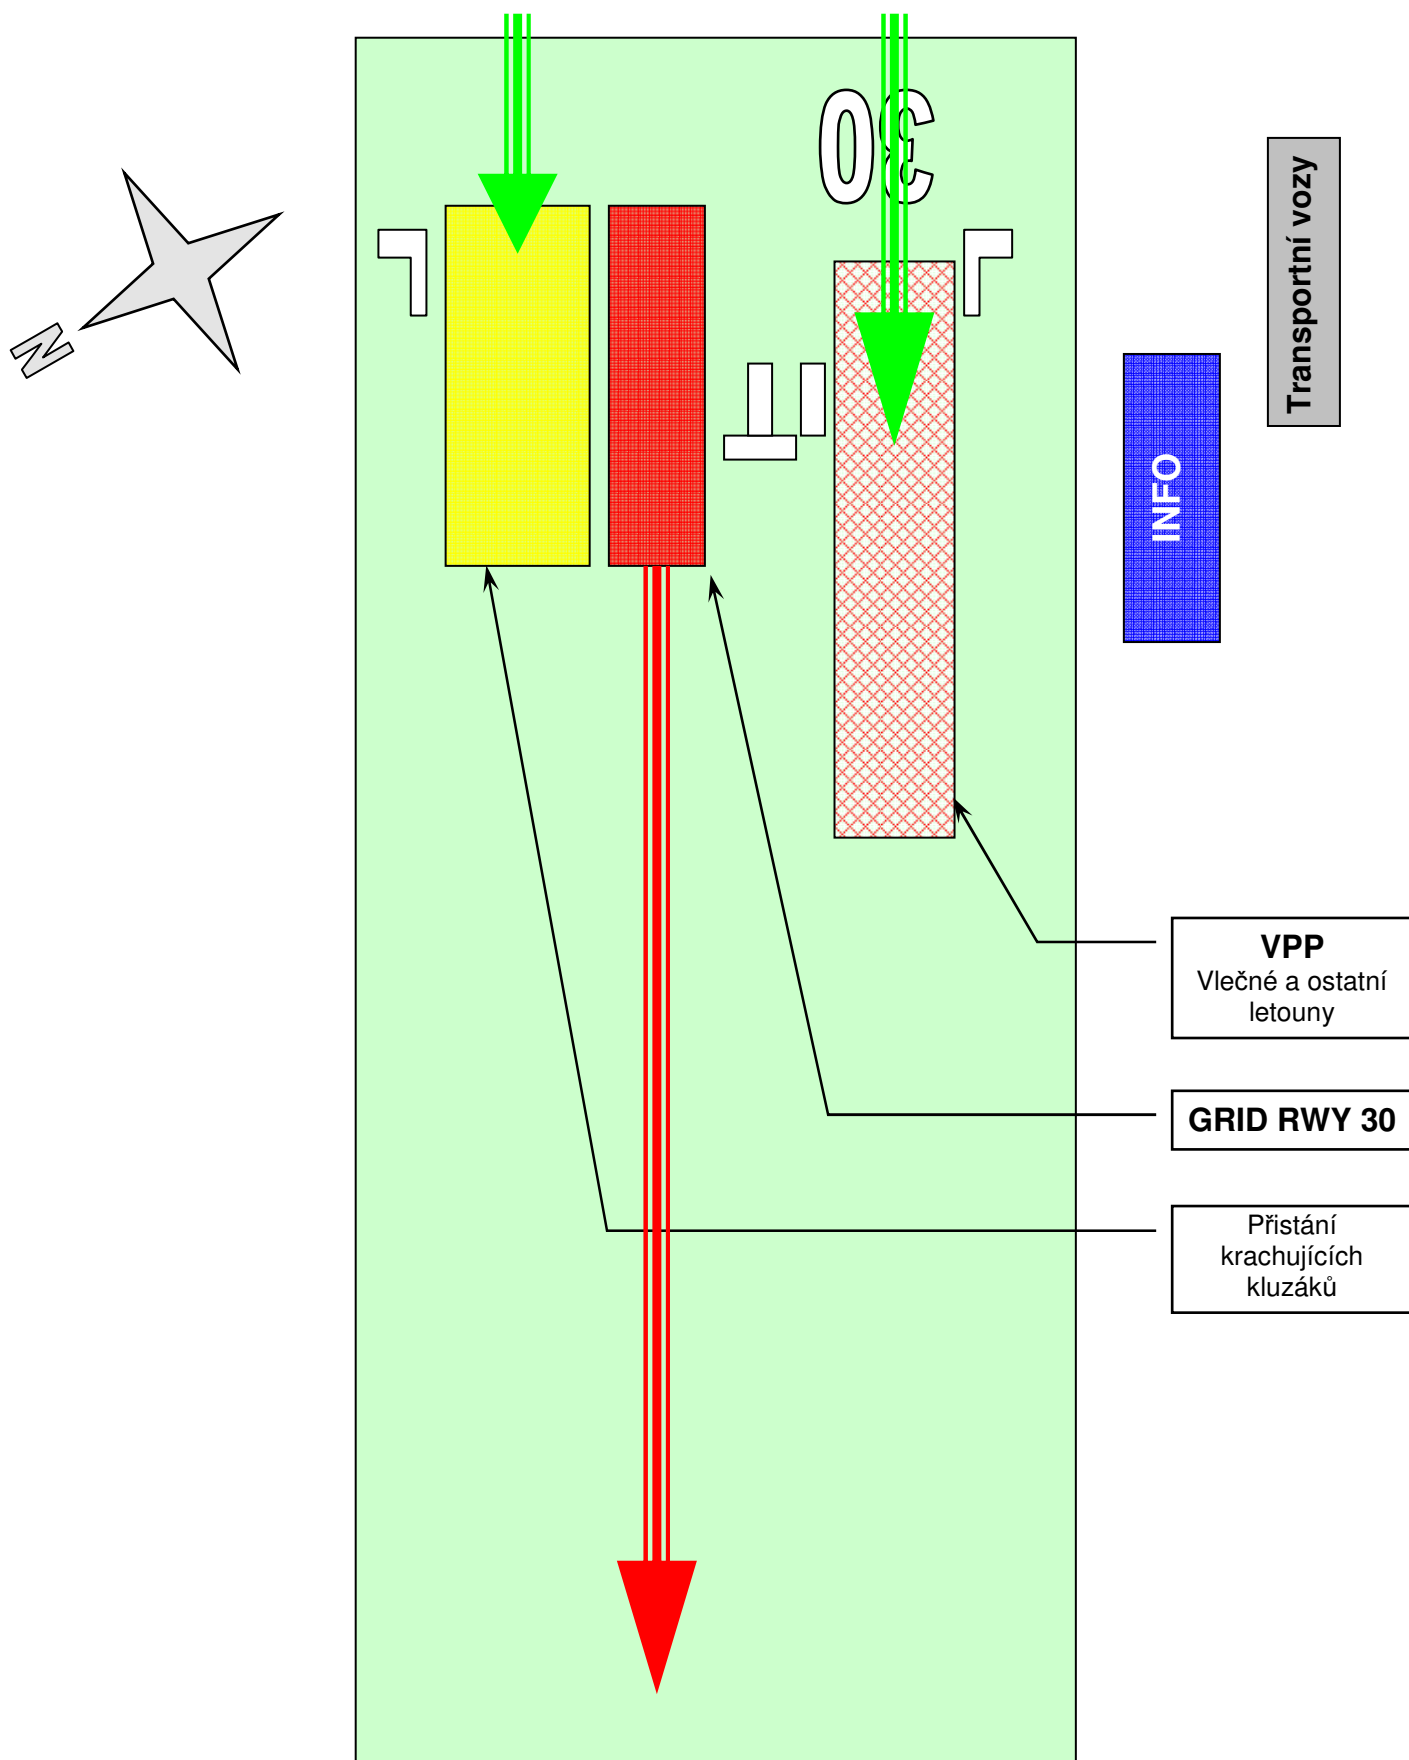 30
N
Transportní vozy
INFO
VPP
Vlečné a ostatní
letouny
GRID RWY 30
Přistání
krachujících
kluzáků